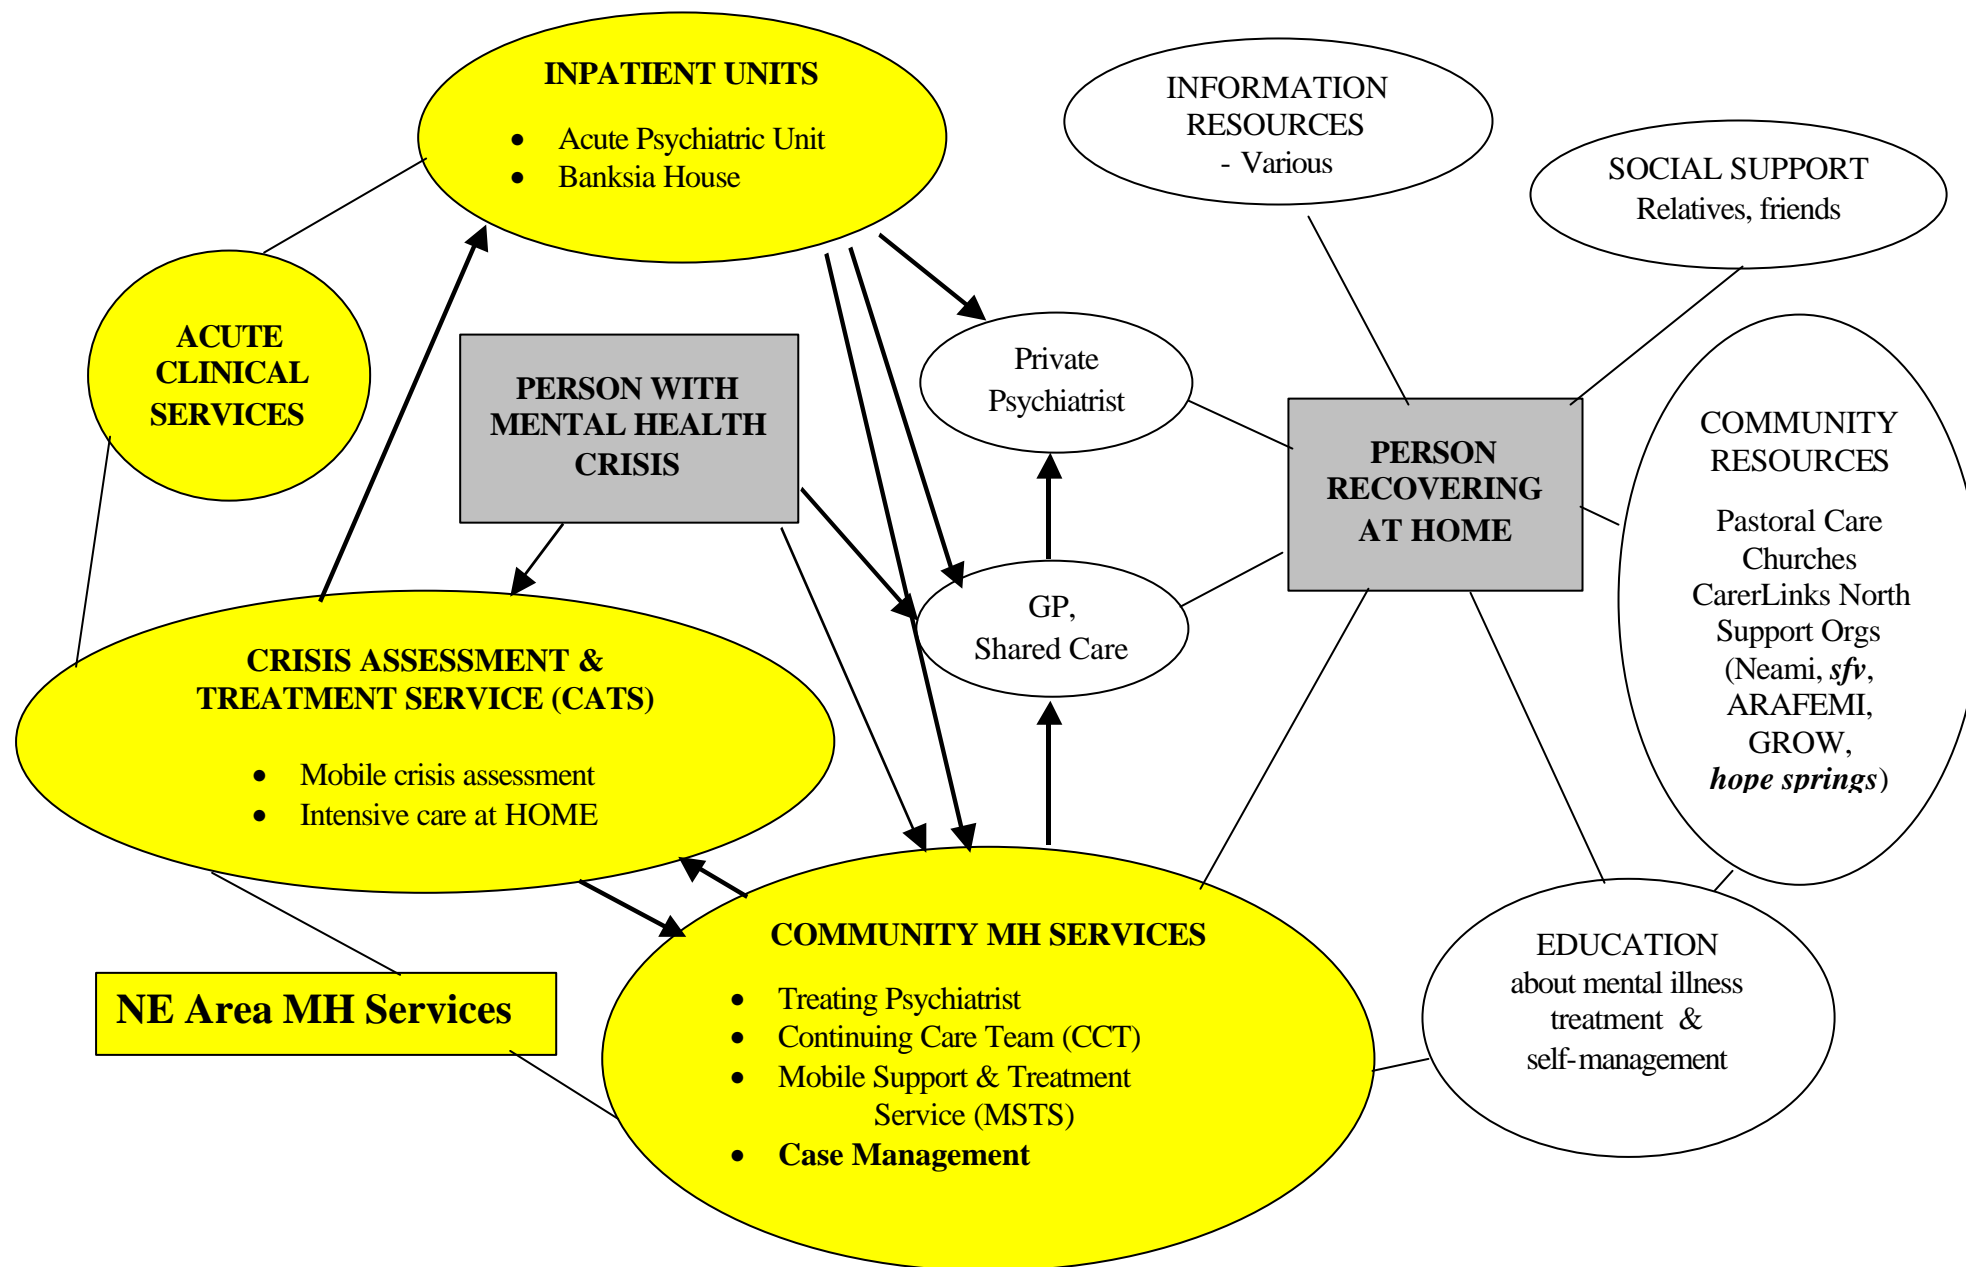 INPATIENT UNITS
• Acute Psychiatric Unit
• Banksia House
INFORMATION
RESOURCES
- Various
SOCIAL SUPPORT
Relatives, friends
ACUTE
CLINICAL
SERVICES
PERSON WITH
MENTAL HEALTH
CRISIS
Private
Psychiatrist
PERSON
RECOVERING
AT HOME
COMMUNITY
RESOURCES
Pastoral Care
Churches
CarerLinks North
Support Orgs
(Neami, sfv,
ARAFEMI,
GROW,
hope springs)
GP,
Shared Care
CRISIS ASSESSMENT &
TREATMENT SERVICE (CATS)
• Mobile crisis assessment
• Intensive care at HOME
NE Area MH Services
COMMUNITY MH SERVICES
• Treating Psychiatrist
• Continuing Care Team (CCT)
• Mobile Support & Treatment
Service (MSTS)
• Case Management
EDUCATION
about mental illness
treatment &
self-management